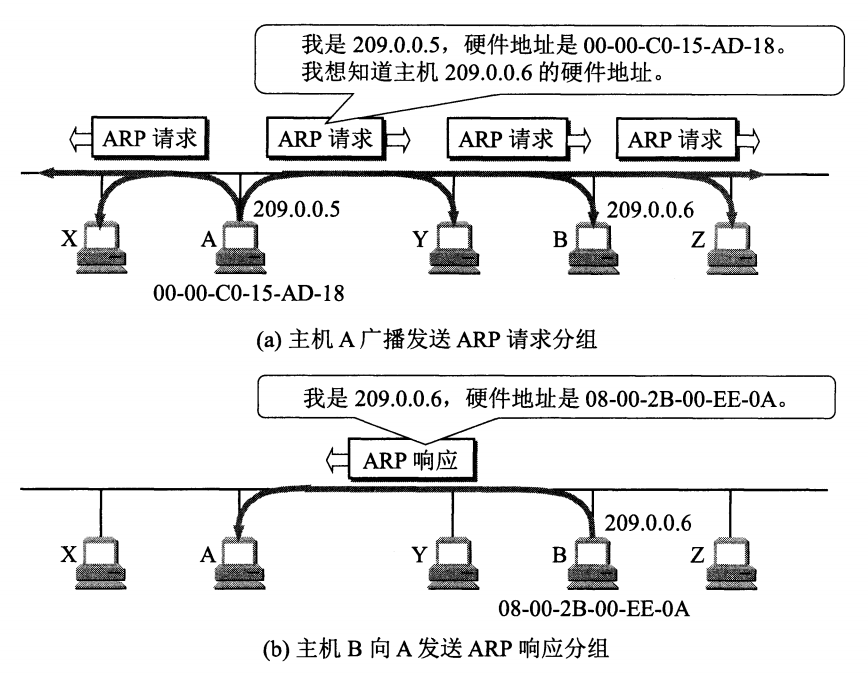 我是 209.0.0.5，硬件地址是 00-00-C0-15-AD-18。
我想知道主机 209.0.0.6 的硬件地址。
ARP 请求 ARP 请求 ARP 请求 ARP 请求
209.0.0.5 209.0.0.6
X A Y B Z
00-00-C0-15-AD-18
(a) 主机 A 广播发送 ARP 请求分组
我是 209.0.0.6，硬件地址是 08-00-2B-00-EE-0A。
ARP 响应
209.0.0.6
X A Y B Z
08-00-2B-00-EE-0A
(b) 主机 B 向 A 发送 ARP 响应分组